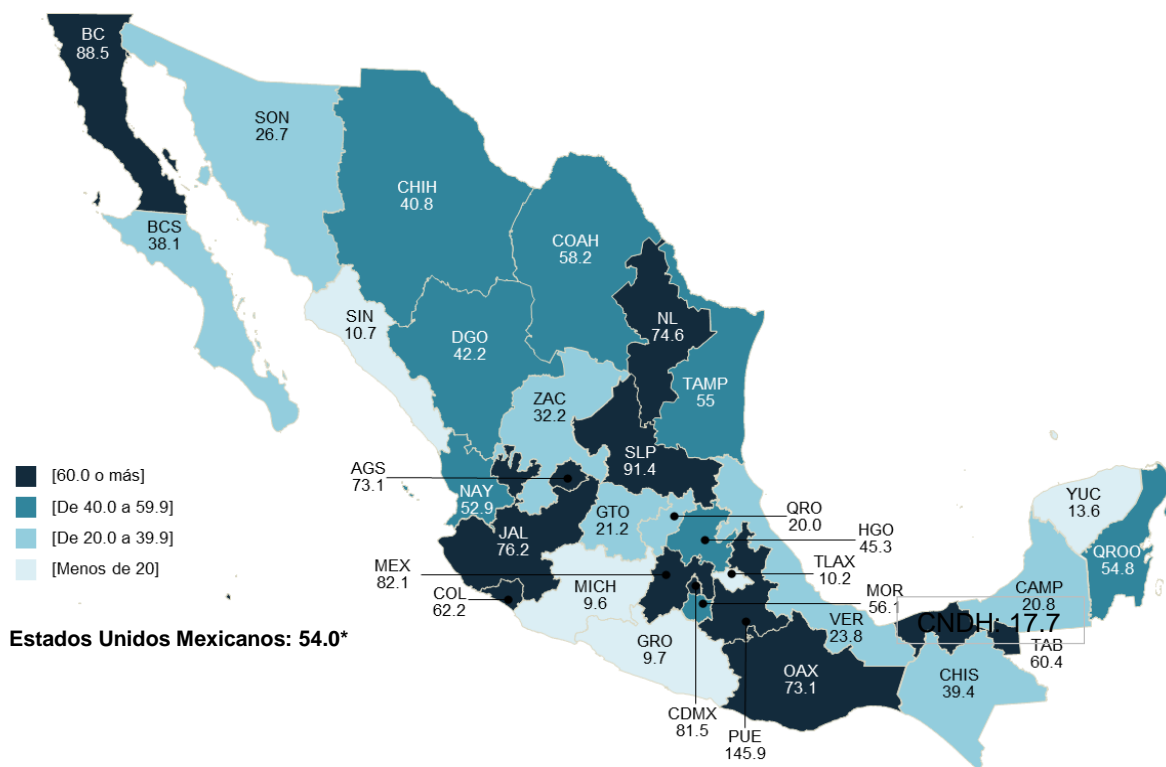 BC
88.5
SON
26.7
CHIH
40.8
BCS
38.1
COAH
58.2
SIN
10.7
DGO
42.2
NL
74.6
TAMP
55
ZAC
32.2
SLP
91.4
AGS
73.1
NAY
52.9
[60.0 o más]
[De 40.0 a 59.9]
[De 20.0 a 39.9]
[Menos de 20]
JAL
76.2
GTO
21.2
QRO
20.0
HGO
45.3
YUC
13.6
QROO
54.8
MEX
82.1
COL
62.2
MICH
9.6
TLAX
10.2
MOR
56.1
CAMP
20.8
CNDH: 17.7
VER
23.8
TAB
60.4
Estados Unidos Mexicanos: 54.0*
GRO
9.7
OAX
73.1
CHIS
39.4
CDMX
81.5
PUE
145.9